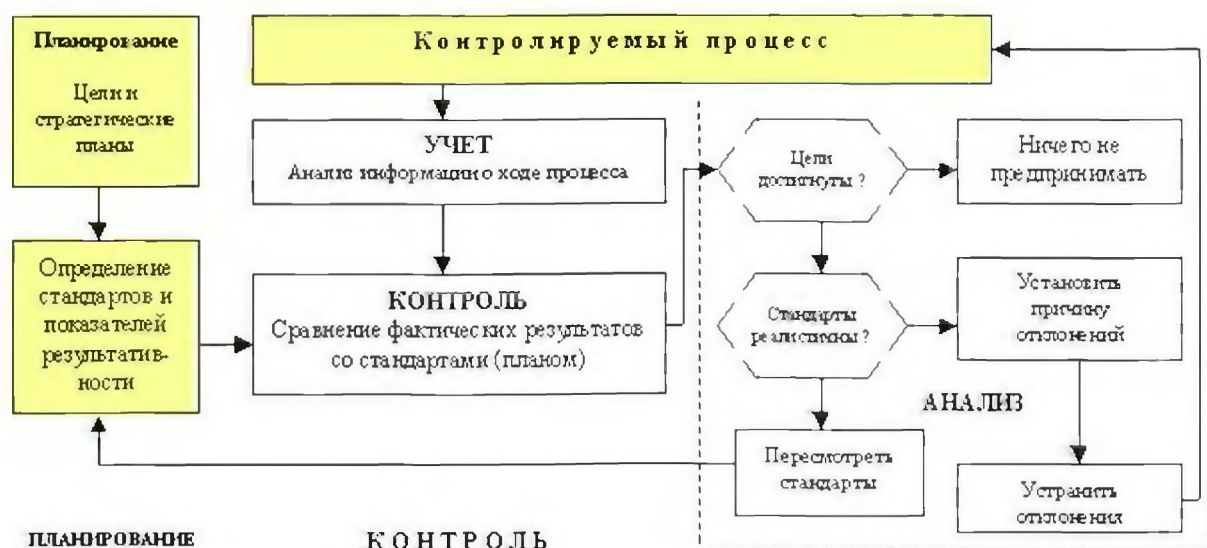 Планирование
Цели и
стратегические
планы
Контролируемый процесс
УЧЕТ
Анализ информации о ходе процесса
Цели
достигнуты ?
Ничего не
предпринимать
Определение
стандартов и
показателей
результатив-
ности
КОНТРОЛЬ
Сравнение фактических результатов
со стандартами (планом)
Стандарты
реалистичны ?
Установить
причину
отклонений
АНАЛИЗ
Пересмотреть
стандарты
Устранить
отклонения
ПЛАНИРОВАНИЕ
КОНТРОЛЬ